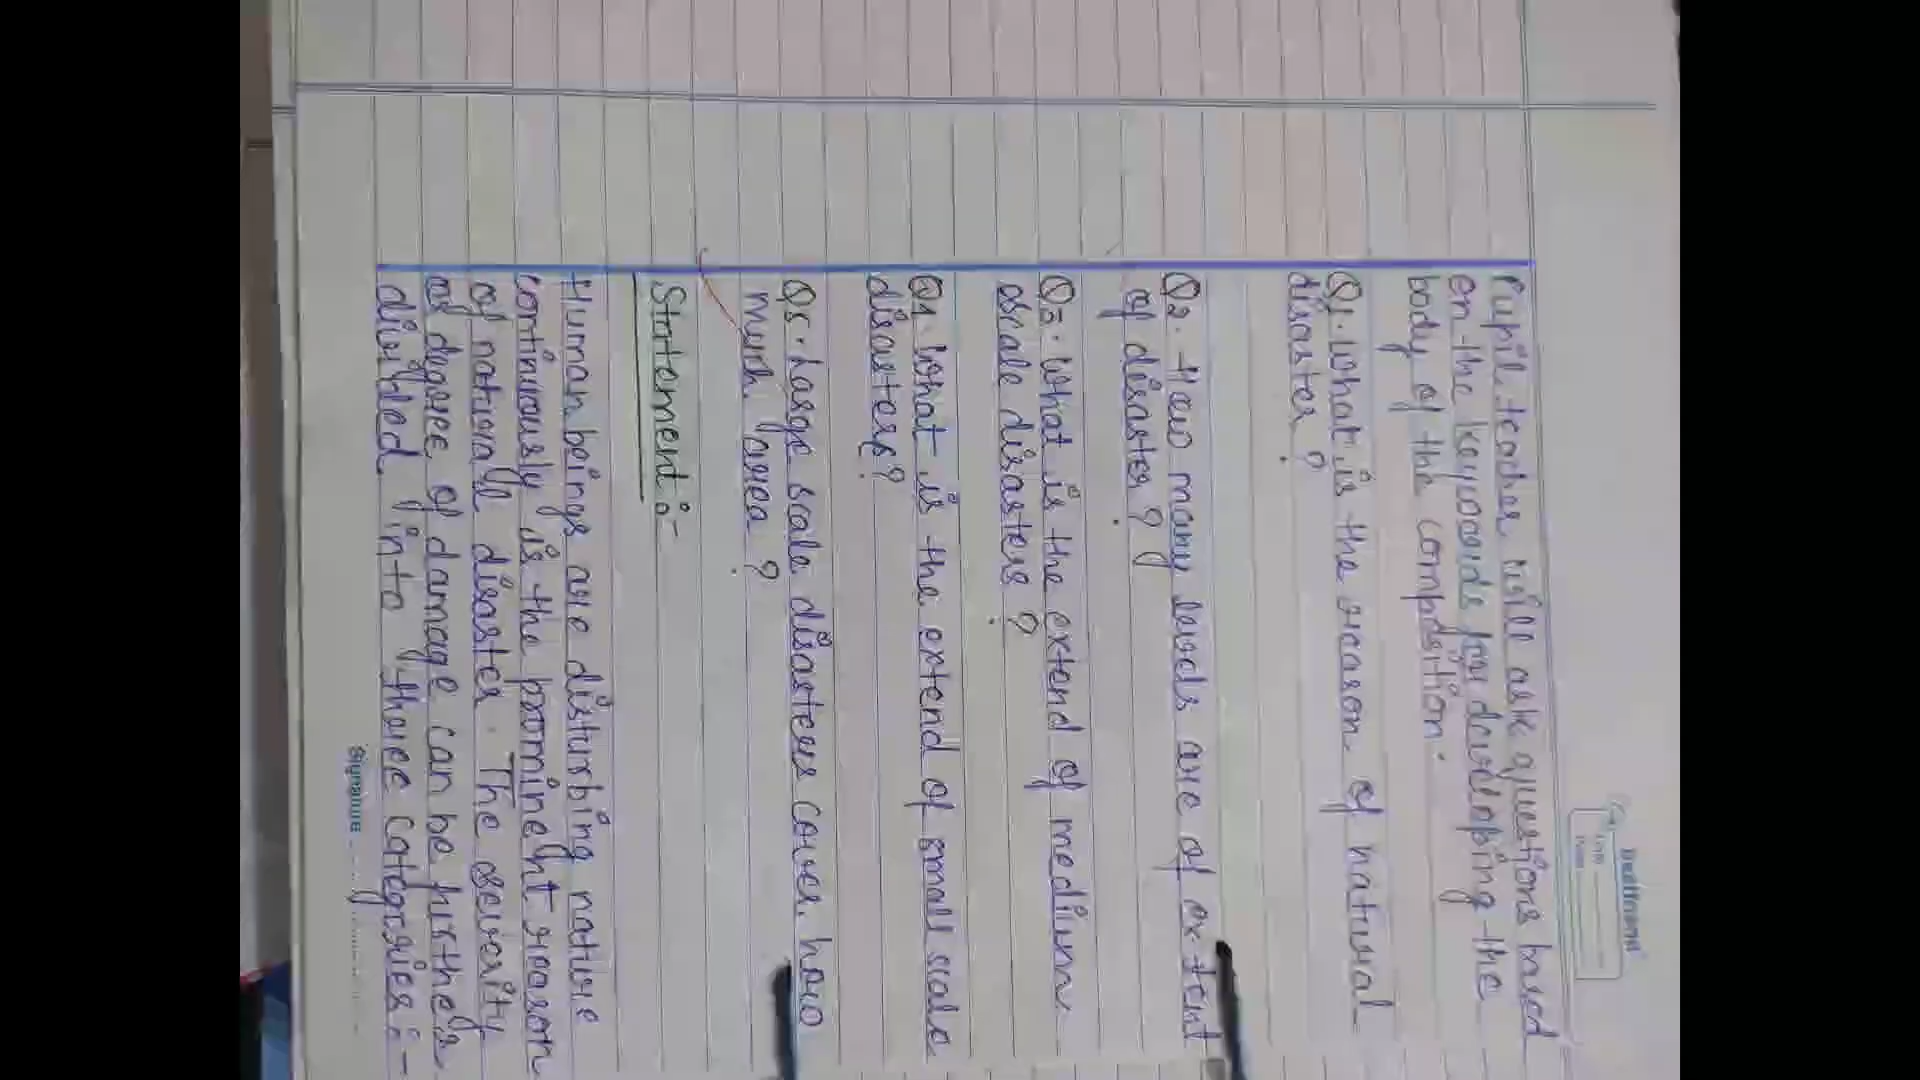 Pupil teacher will ask questions based
on the keywords for developing the
body of the composition.
Q1. What is the reason of natural
disaster ?
Q2. How many levels are of extent
of disaster ?
Q3. What is the extend of medium
scale disasters ?
Q4. What is the extend of small scale
disasters?
Q5. Large scale disasters cover how
much area ?
Statement :-
Human beings are disturbing nature
continuously is the prominent reason
of natural disaster. The severity
of degree of damage can be further
divided into three categories :-
Signature